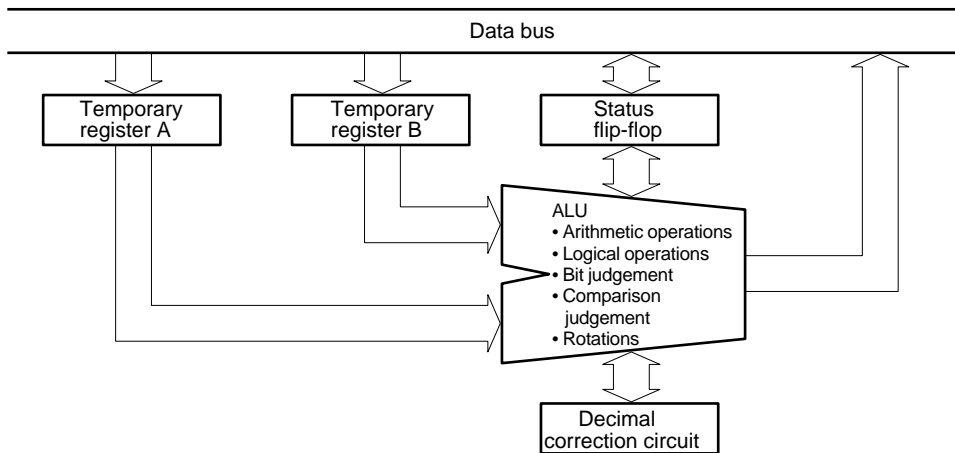 Data bus
Temporary
register A
Temporary
register B
Status
flip-flop
ALU
• Arithmetic operations
• Logical operations
• Bit judgement
• Comparison
judgement
• Rotations
Decimal
correction circuit